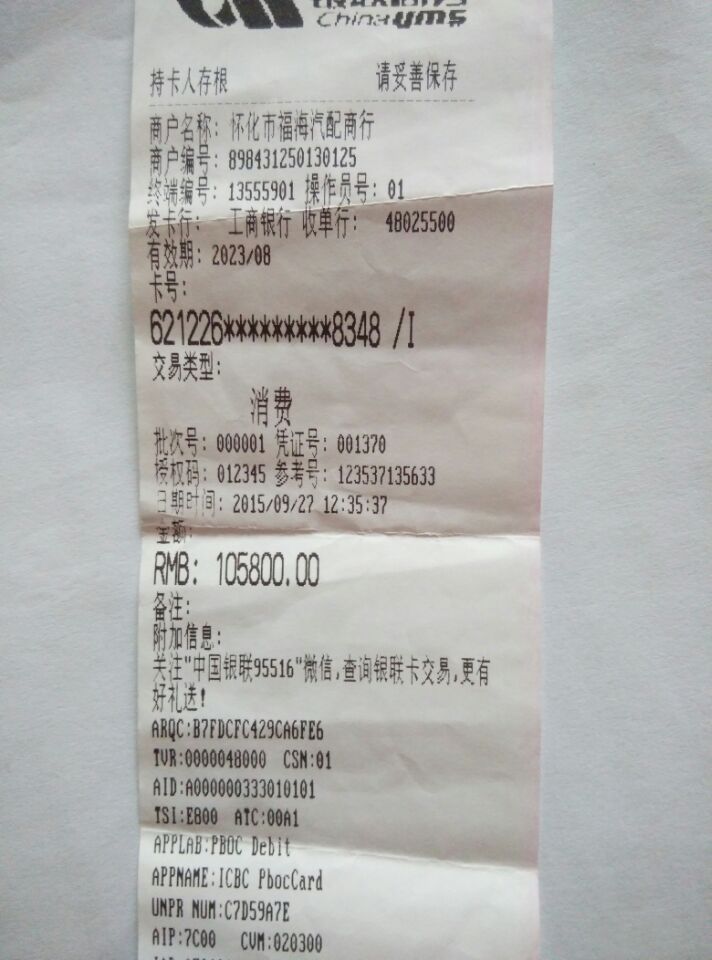 China ums
持卡人存根 请妥善保存
商户名称: 怀化市福海汽配商行
商户编号: 898431250130125
终端编号: 13555901 操作员号: 01
发卡行: 工商银行 收单行: 48025500
有效期: 2023/08
卡号:
621226*********8348 /I
交易类型:
消费
批次号: 000001 凭证号: 001370
授权码: 012345 参考号: 123537135633
日期时间: 2015/09/27 12:35:37
金额:
RMB: 105800.00
备注:
附加信息:
关注"中国银联95516"微信,查询银联卡交易,更有
好礼送!
ARQC:B7FDCFC429CA6FE6
TVR:0000048000 CSN:01
AID:A000000333010101
TSI:E800 ATC:00A1
APPLAB:PBOC Debit
APPNAME:ICBC PbocCard
UNPR NUM:C7D59A7E
AIP:7C00 CVM:020300